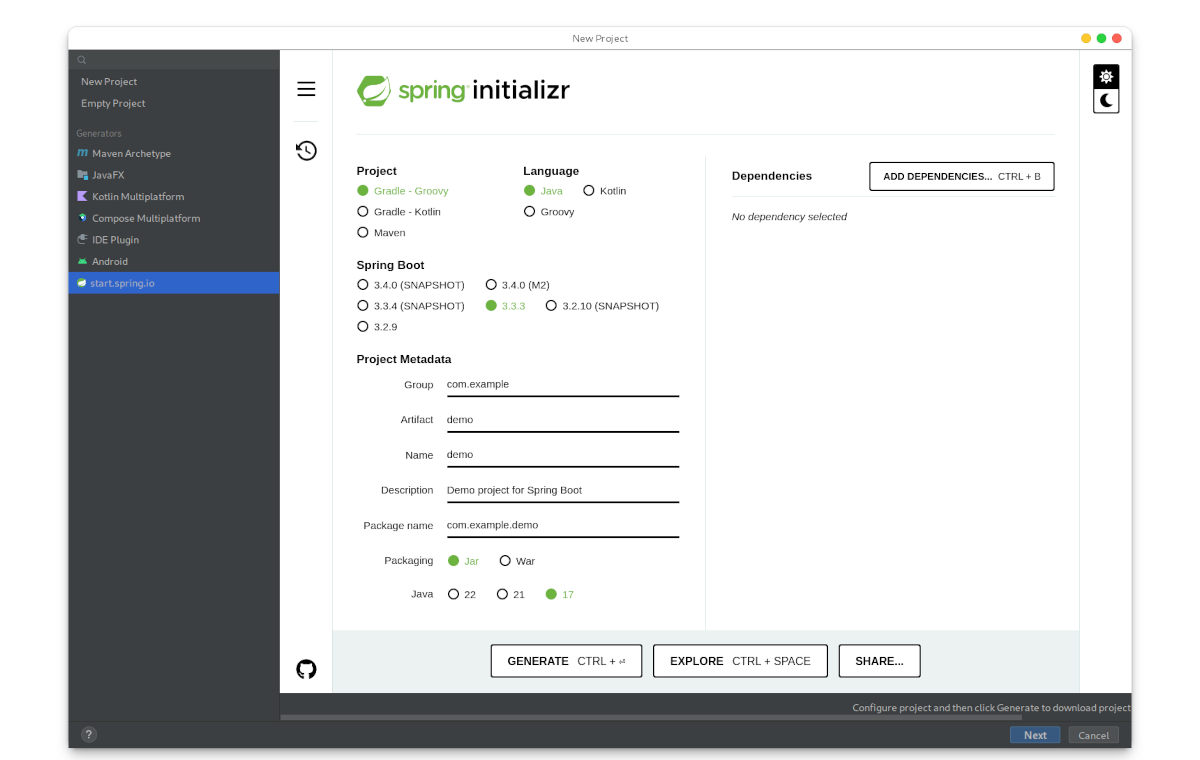 New Project
New Project
Empty Project
Generators
Maven Archetype
JavaFX
Kotlin Multiplatform
Compose Multiplatform
IDE Plugin
Android
start.spring.io
spring initializr
Project
Gradle - Groovy
Gradle - Kotlin
Maven
Language
Java Kotlin
Groovy
Spring Boot
3.4.0 (SNAPSHOT) 3.4.0 (M2)
3.3.4 (SNAPSHOT) 3.3.3 3.2.10 (SNAPSHOT)
3.2.9
Project Metadata
Group com.example
Artifact demo
Name demo
Description Demo project for Spring Boot
Package name com.example.demo
Packaging Jar War
Java 22 21 17
Dependencies ADD DEPENDENCIES... CTRL + B
No dependency selected
GENERATE CTRL + ⏎ EXPLORE CTRL + SPACE SHARE...
Configure project and then click Generate to download project
? Next Cancel